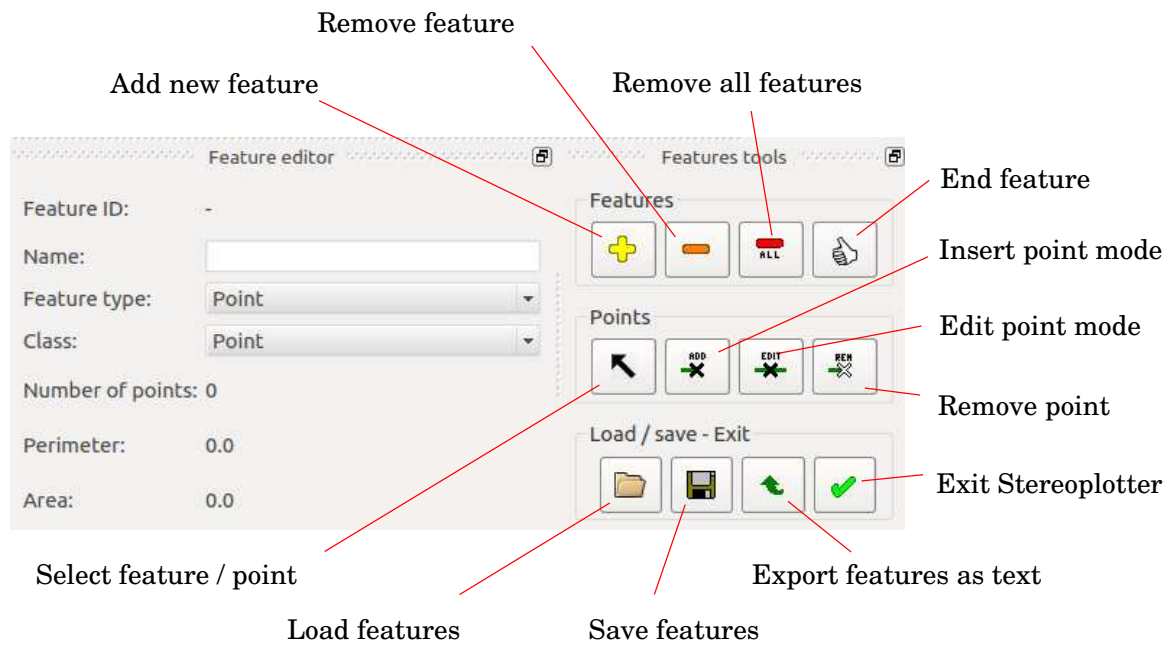 Remove feature
Add new feature
Remove all features
Feature editor
Features tools
End feature
Feature ID: -
Features
Name:
ALL
Insert point mode
Feature type: Point
Points
Edit point mode
Class: Point
ADD
EDIT
REM
Number of points: 0
Remove point
Load / save - Exit
Perimeter: 0.0
Exit Stereoplotter
Area: 0.0
Select feature / point
Export features as text
Load features
Save features